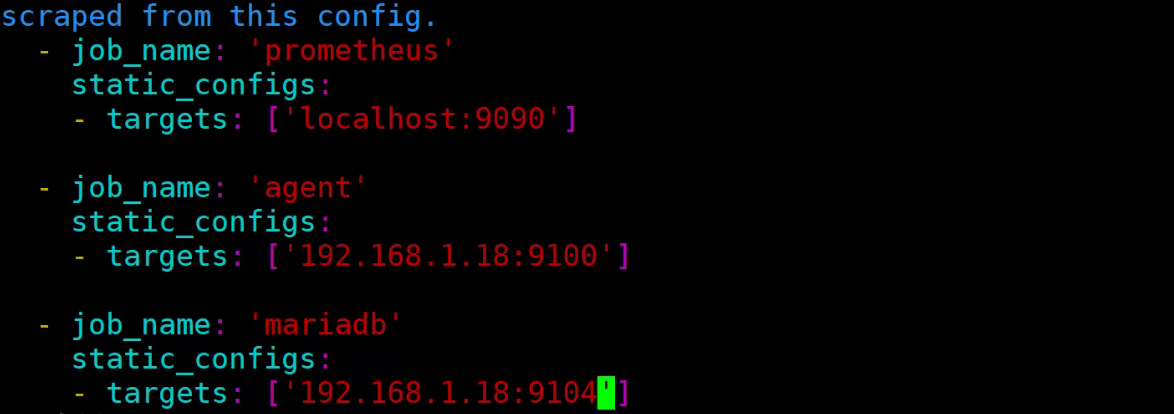 scraped from this config.
  - job_name: 'prometheus'
    static_configs:
    - targets: ['localhost:9090']
  - job_name: 'agent'
    static_configs:
    - targets: ['192.168.1.18:9100']
  - job_name: 'mariadb'
    static_configs:
    - targets: ['192.168.1.18:9104']